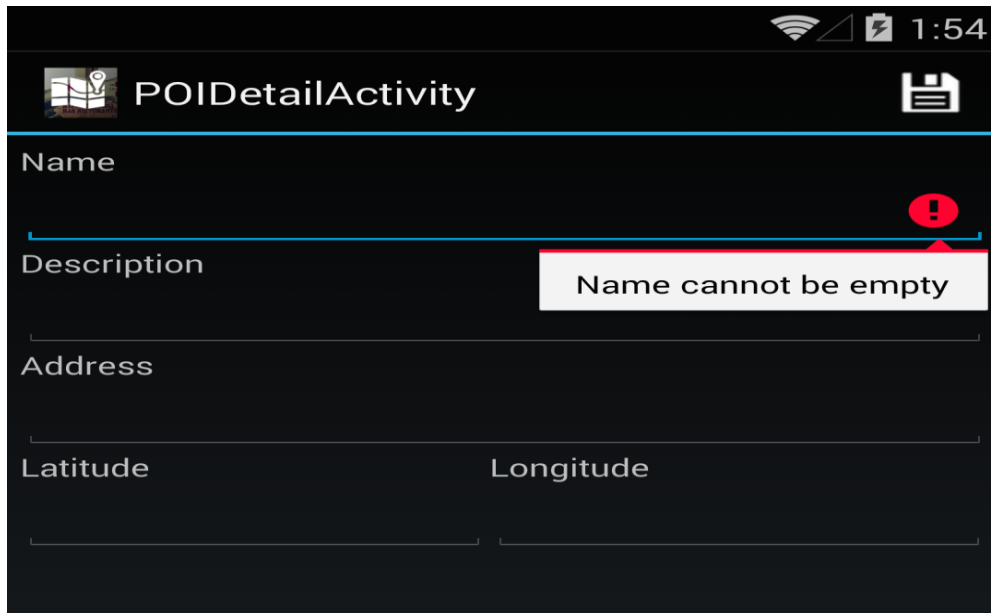 1:54
POIDetailActivity
Name
Description
Name cannot be empty
Address
Latitude Longitude